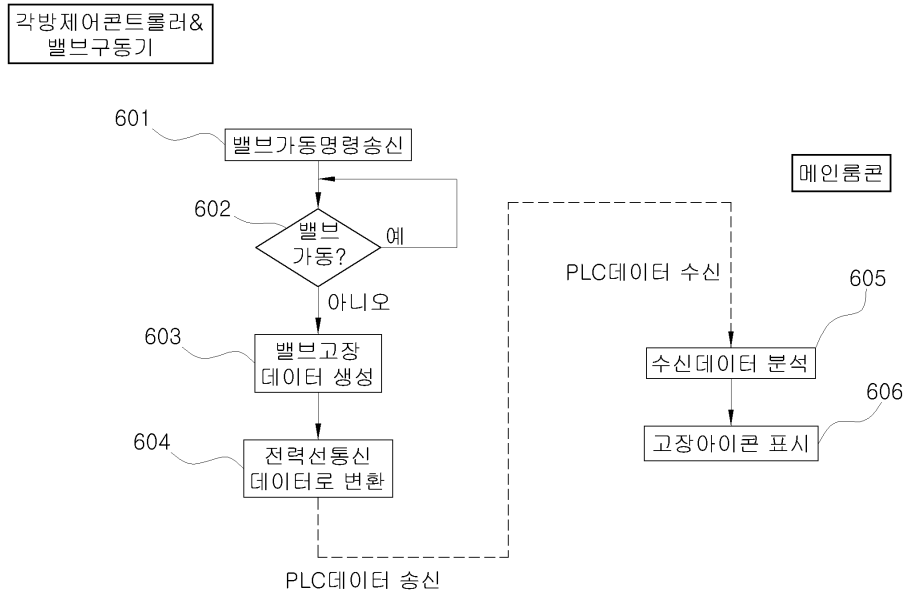 각방제어콘트롤러&
밸브구동기
601
밸브가동명령송신
메인룸콘
602
밸브
가동?
예
아니오
PLC데이터 수신
603
밸브고장
데이터 생성
604
전력선통신
데이터로 변환
PLC데이터 송신
605
수신데이터 분석
606
고장아이콘 표시